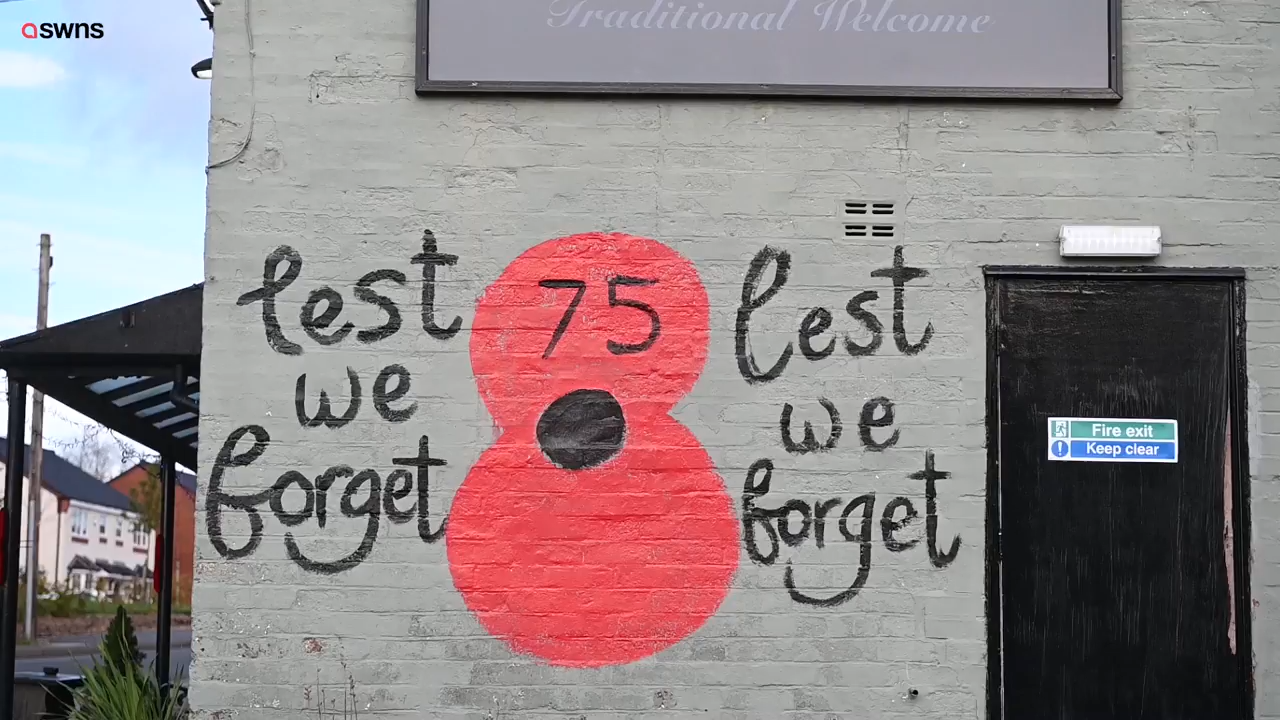 swns
Traditional Welcome
lest
we
forget
75
lest
we
forget
Fire exit
Keep clear